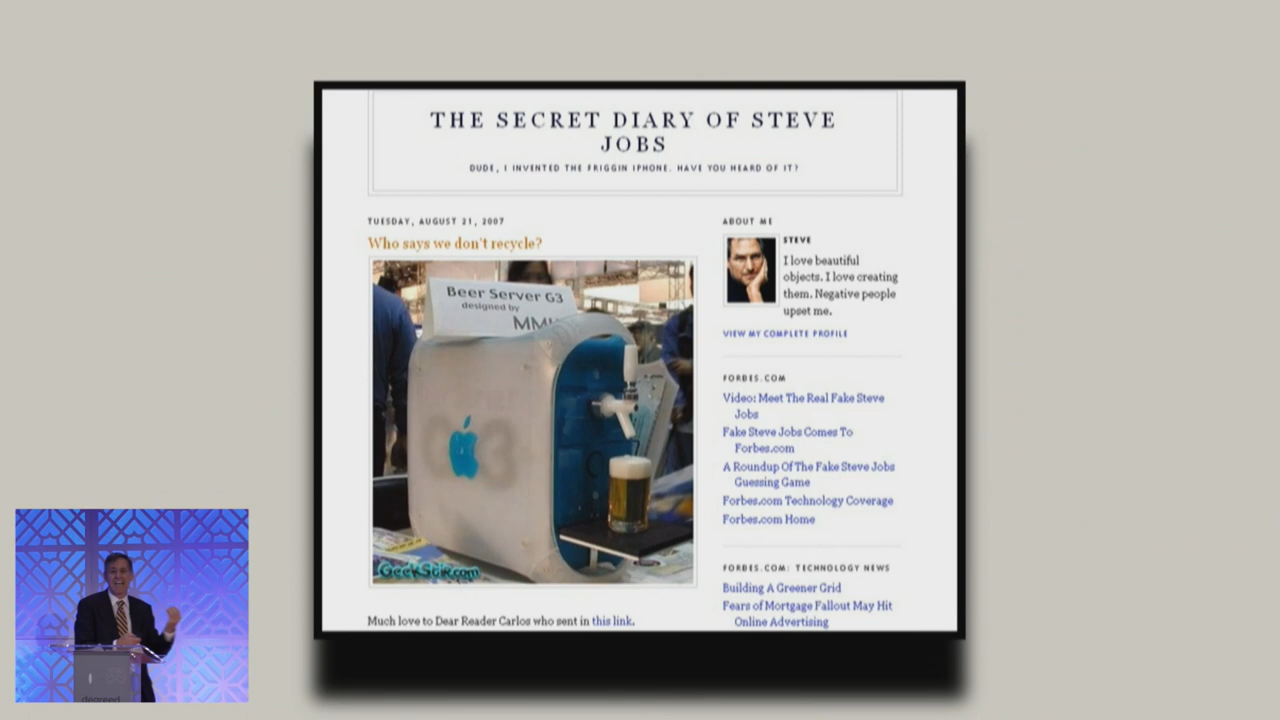 THE SECRET DIARY OF STEVE
JOBS
DUDE, I INVENTED THE FRIGGIN IPHONE. HAVE YOU HEARD OF IT?
TUESDAY, AUGUST 21, 2007
Who says we don't recycle?
Beer Server G3
designed by
G3
GeekStir.com
Much love to Dear Reader Carlos who sent in this link.
ABOUT ME
STEVE
I love beautiful
objects. I love creating
them. Negative people
upset me.
VIEW MY COMPLETE PROFILE
FORBES.COM
Video: Meet The Real Fake Steve
Jobs
Fake Steve Jobs Comes To
Forbes.com
A Roundup Of The Fake Steve Jobs
Guessing Game
Forbes.com Technology Coverage
Forbes.com Home
FORBES.COM: TECHNOLOGY NEWS
Building A Greener Grid
Fears of Mortgage Fallout May Hit
Online Advertising
degreed